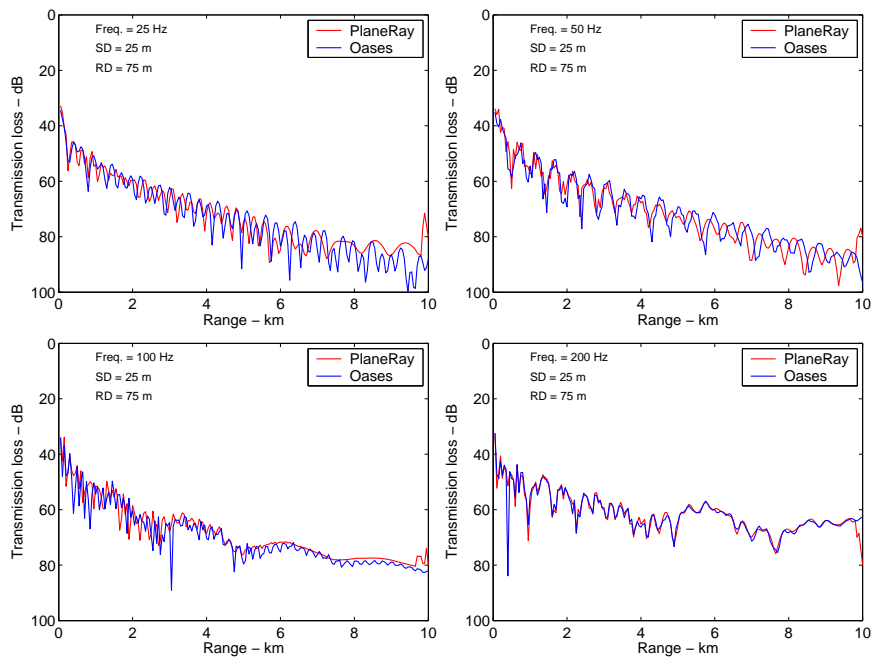 Freq. = 25 Hz
SD = 25 m
RD = 75 m
PlaneRay
Oases
Transmission loss – dB
0
20
40
60
80
100
0 2 4 6 8 10
Range – km
Freq. = 50 Hz
SD = 25 m
RD = 75 m
PlaneRay
Oases
Transmission loss – dB
0
20
40
60
80
100
0 2 4 6 8 10
Range – km
Freq. = 100 Hz
SD = 25 m
RD = 75 m
PlaneRay
Oases
Transmission loss – dB
0
20
40
60
80
100
0 2 4 6 8 10
Range – km
Freq. = 200 Hz
SD = 25 m
RD = 75 m
PlaneRay
Oases
Transmission loss – dB
0
20
40
60
80
100
0 2 4 6 8 10
Range – km